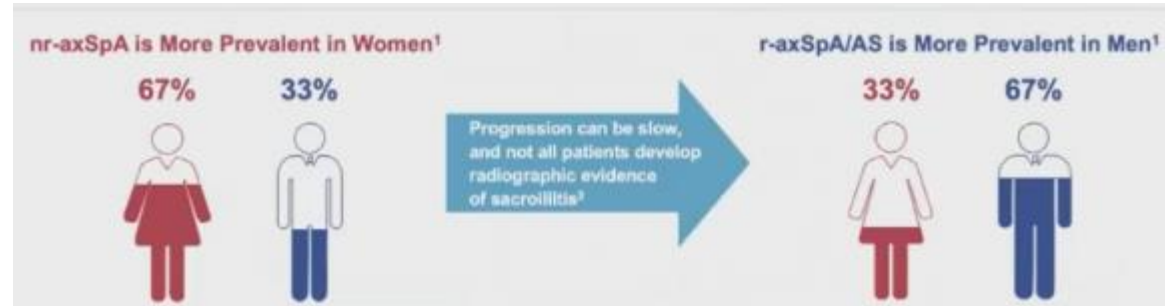 nr-axSpA is More Prevalent in Women¹
67% 33%
Progression can be slow,
and not all patients develop
radiographic evidence
of sacroiliitis²
r-axSpA/AS is More Prevalent in Men¹
33% 67%